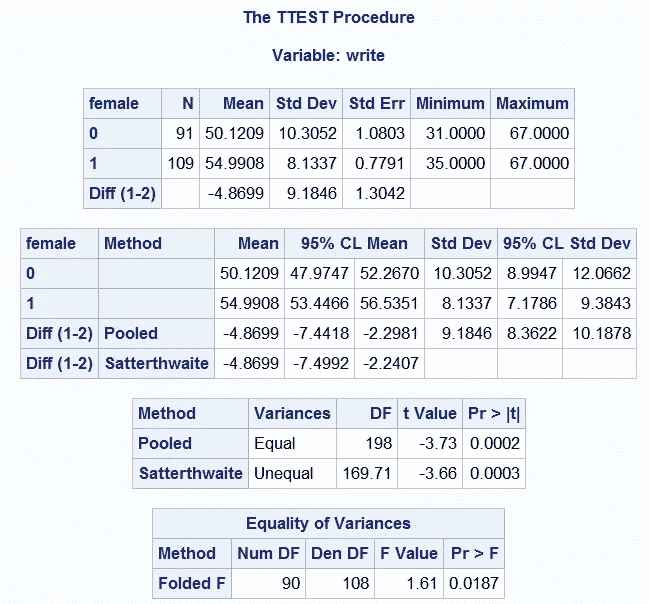 The TTEST Procedure
Variable: write
female N Mean Std Dev Std Err Minimum Maximum
0 91 50.1209 10.3052 1.0803 31.0000 67.0000
1 109 54.9908 8.1337 0.7791 35.0000 67.0000
Diff (1-2) -4.8699 9.1846 1.3042
female Method Mean 95% CL Mean Std Dev 95% CL Std Dev
0 50.1209 47.9747 52.2670 10.3052 8.9947 12.0662
1 54.9908 53.4466 56.5351 8.1337 7.1786 9.3843
Diff (1-2) Pooled -4.8699 -7.4418 -2.2981 9.1846 8.3622 10.1878
Diff (1-2) Satterthwaite -4.8699 -7.4992 -2.2407
Method Variances DF t Value Pr > |t|
Pooled Equal 198 -3.73 0.0002
Satterthwaite Unequal 169.71 -3.66 0.0003
Equality of Variances
Method Num DF Den DF F Value Pr > F
Folded F 90 108 1.61 0.0187